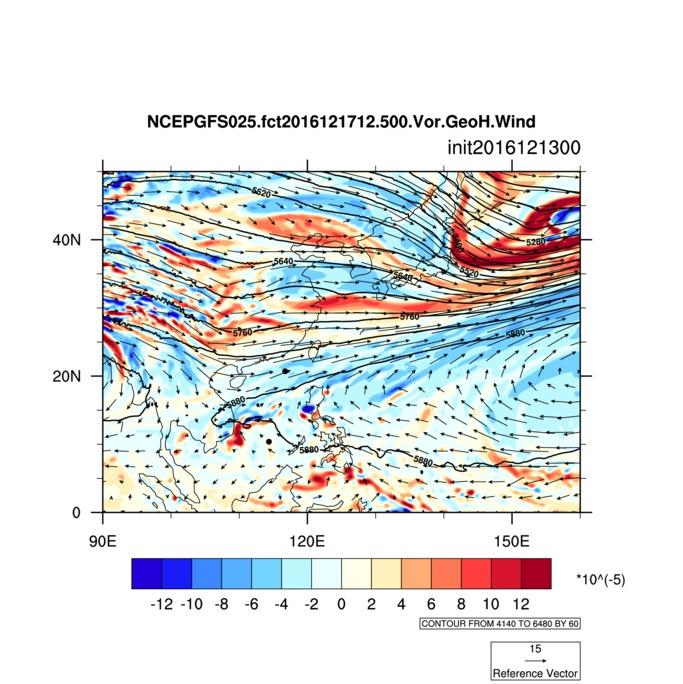 NCEPGFS025.fct2016121712.500.Vor.GeoH.Wind
init2016121300
5520
40N
5280
5640
5640
5520
5760
5760
5880
20N
5880
5880
5880
0
90E 120E 150E
-12 -10 -8 -6 -4 -2 0 2 4 6 8 10 12
*10^(-5)
CONTOUR FROM 4140 TO 6480 BY 60
15
Reference Vector